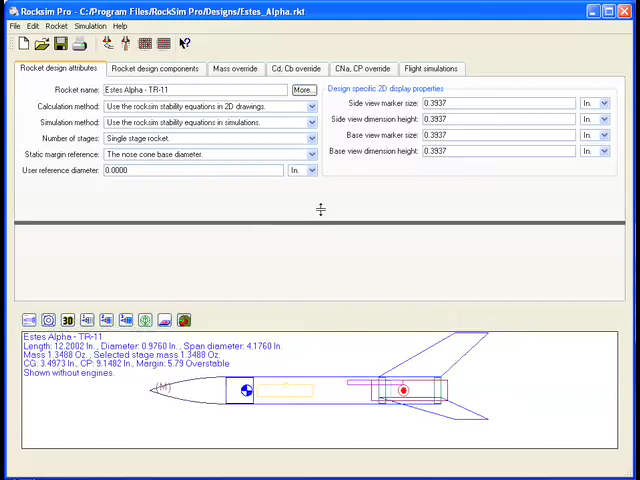 Rocksim Pro - C:/Program Files/RockSim Pro/Designs/Estes_Alpha.rkt
File Edit Rocket Simulation Help
Rocket design attributes Rocket design components Mass override Cd, Cb override CNa, CP override Flight simulations
Rocket name: Estes Alpha - TR-11 More...
Calculation method: Use the rocksim stability equations in 2D drawings.
Simulation method: Use the rocksim stability equations in simulations.
Number of stages: Single stage rocket.
Static margin reference: The nose cone base diameter.
User reference diameter: 0.0000 In.
Design specific 2D display properties
Side view marker size: 0.3937 In.
Side view dimension height: 0.3937 In.
Base view marker size: 0.3937 In.
Base view dimension height: 0.3937 In.
3D
Estes Alpha - TR-11
Length: 12.2002 In., Diameter: 0.9760 In., Span diameter: 4.1760 In.
Mass 1.3488 Oz., Selected stage mass 1.3488 Oz.
CG: 3.4973 In., CP: 9.1482 In., Margin: 5.79 Overstable
Shown without engines.
(M)